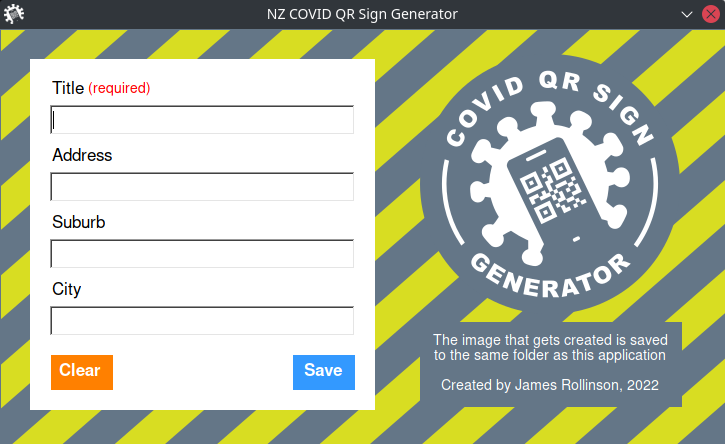 NZ COVID QR Sign Generator
Title (required)
Address
Suburb
City
Clear
Save
COVID QR SIGN
GENERATOR
The image that gets created is saved
to the same folder as this application
Created by James Rollinson, 2022